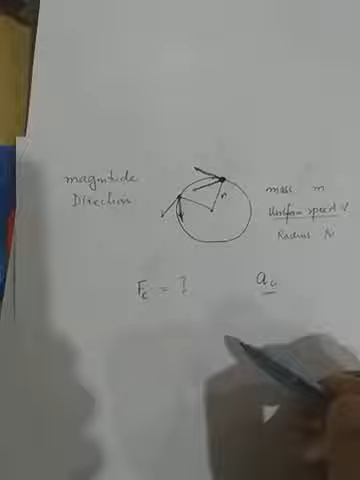 magnitude
Direction
r
mass m
Uniform speed V
Radius r
Fc = ?
ac